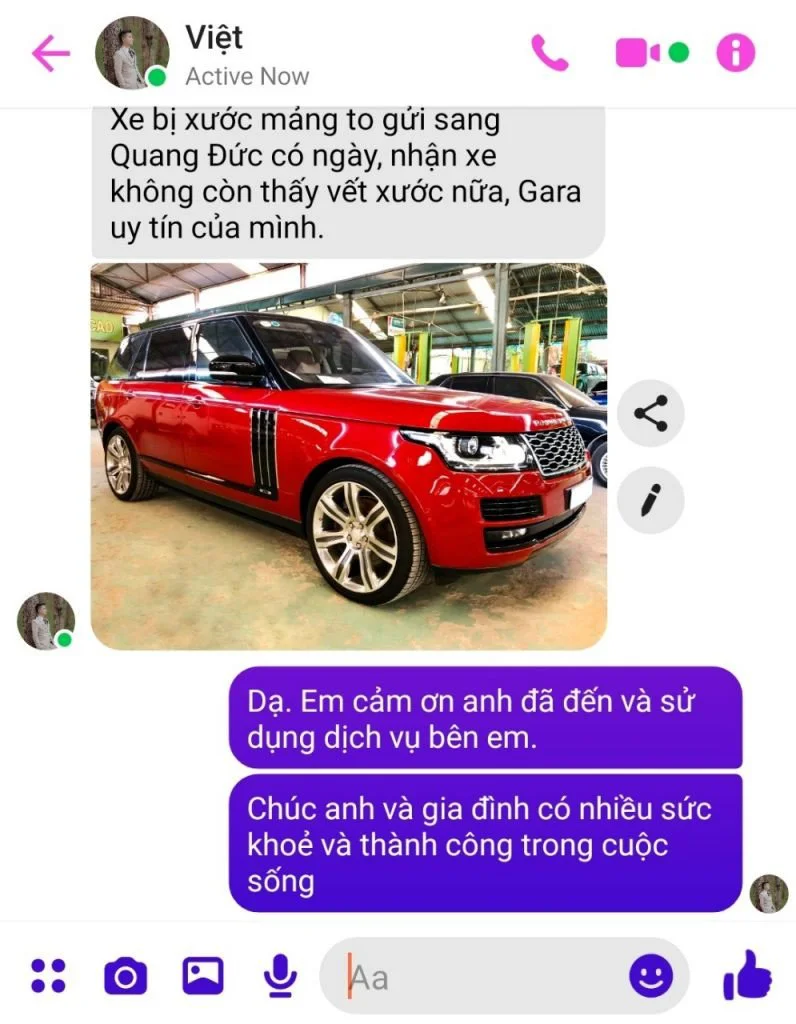 Việt
Active Now
Xe bị xước mảng to gửi sang
Quang Đức có ngày, nhận xe
không còn thấy vết xước nữa, Gara
uy tín của mình.
Dạ. Em cảm ơn anh đã đến và sử
dụng dịch vụ bên em.
Chúc anh và gia đình có nhiều sức
khoẻ và thành công trong cuộc
sống
Aa